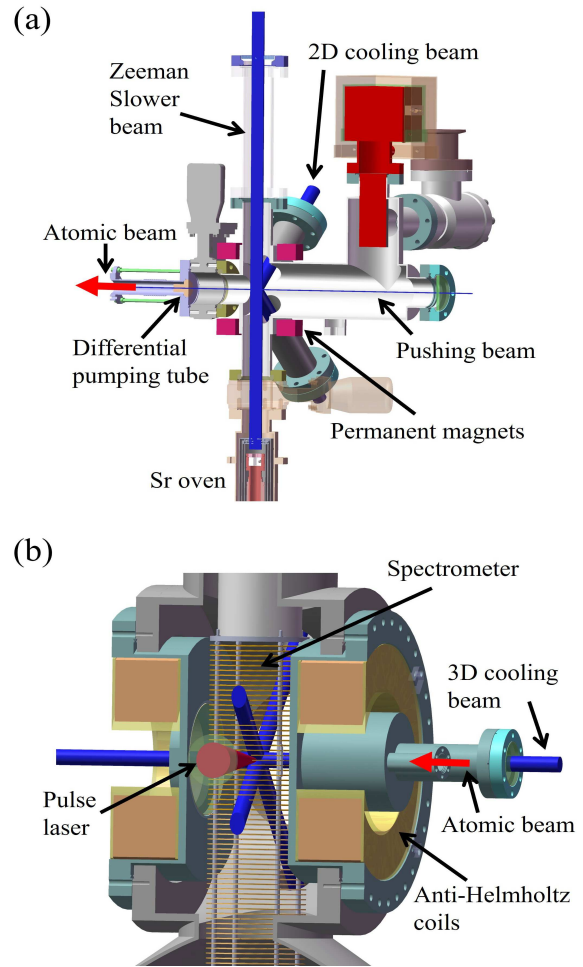 (a)
2D cooling beam
Zeeman
Slower
beam
Atomic beam
Differential
pumping tube
Pushing beam
Permanent magnets
Sr oven
(b)
Spectrometer
3D cooling
beam
Pulse
laser
Atomic beam
Anti-Helmholtz
coils